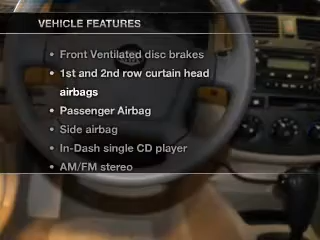 VEHICLE FEATURES
• Front Ventilated disc brakes
• 1st and 2nd row curtain head
airbags
• Passenger Airbag
• Side airbag
• In-Dash single CD player
• AM/FM stereo